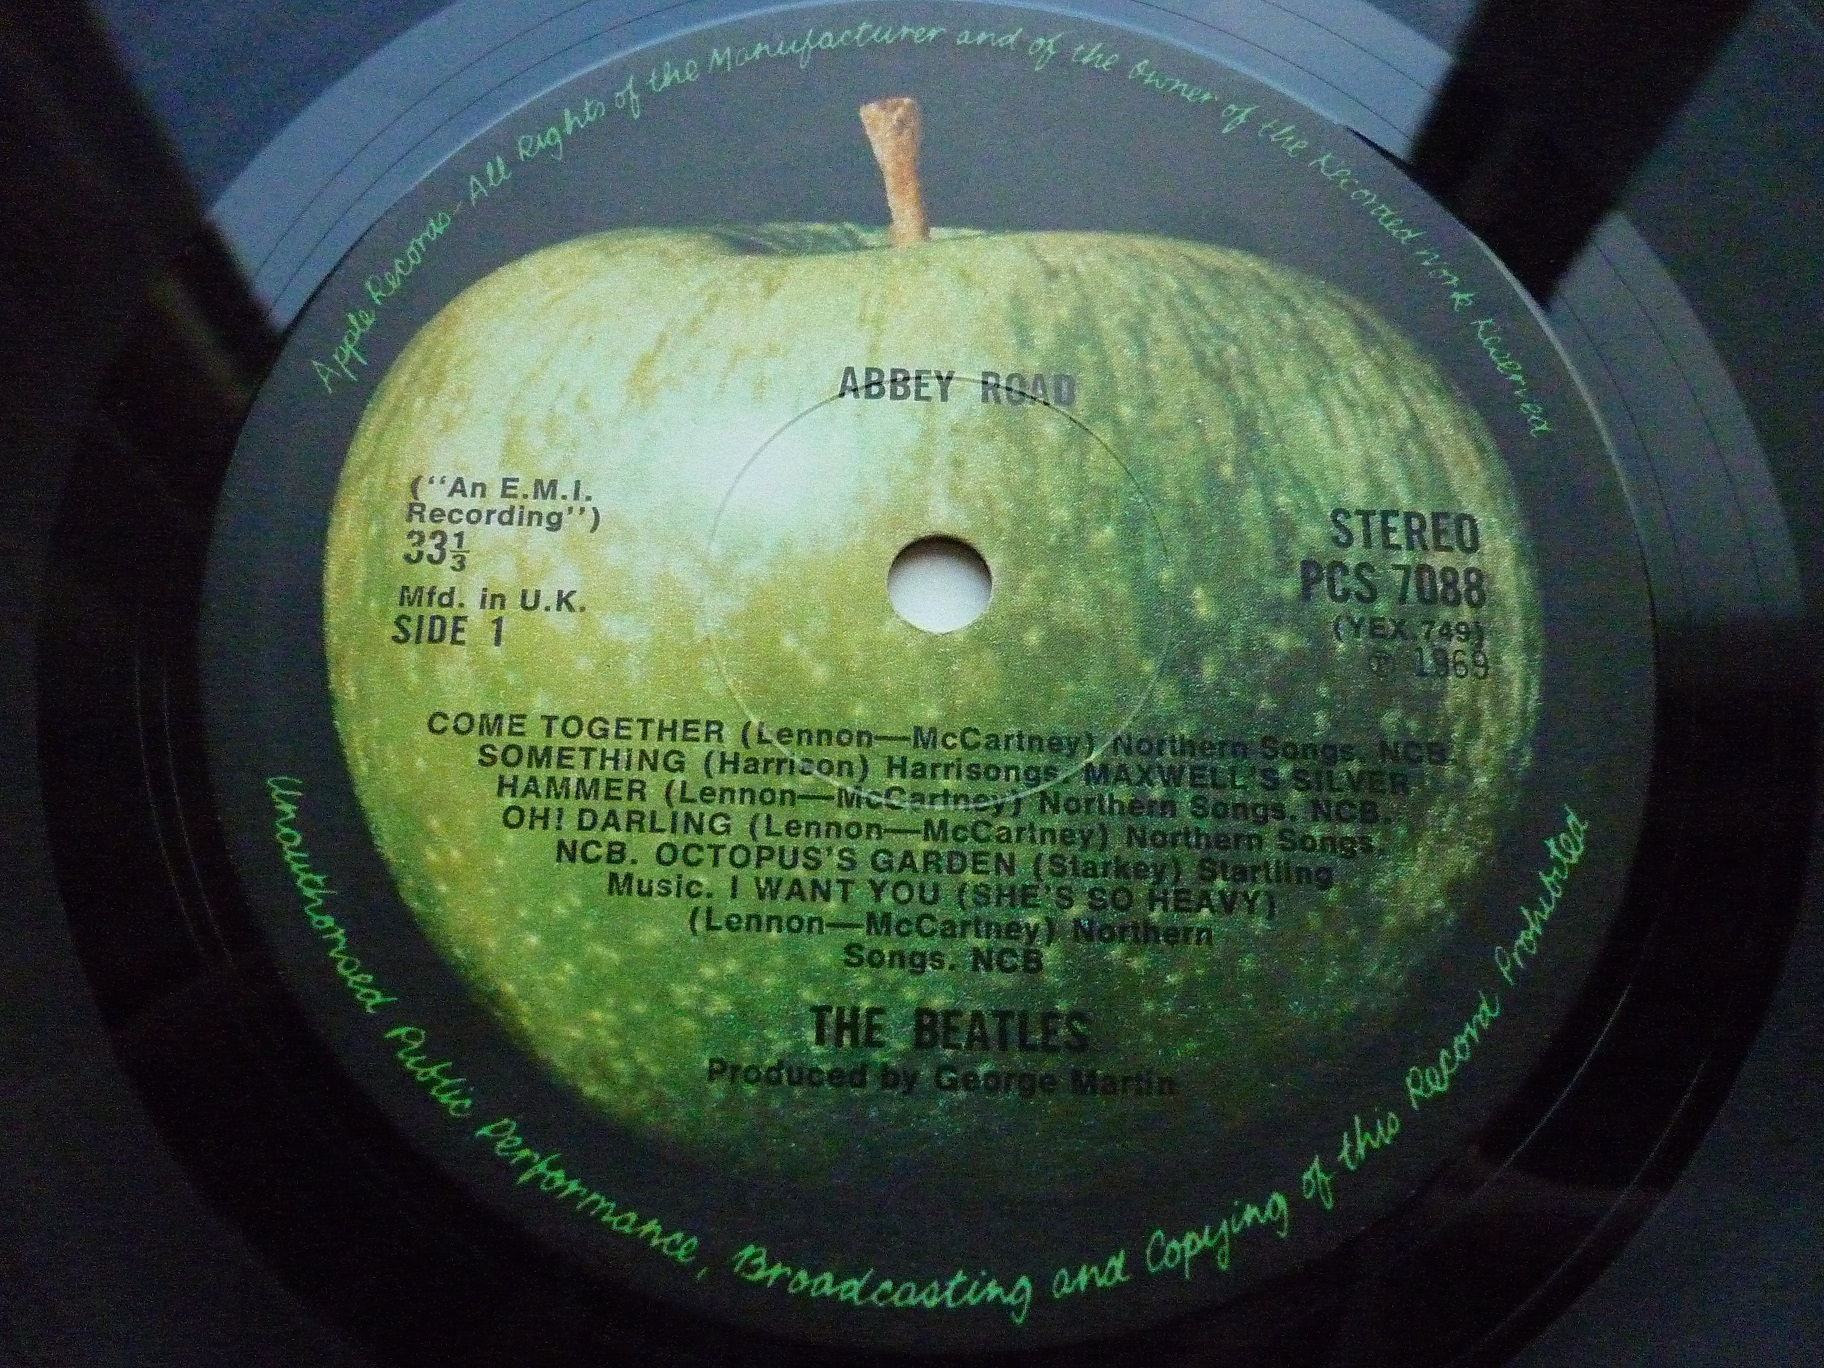 Apple Records - All Rights of the Manufacturer and of the Owner of the Recorded Work Reserved
ABBEY ROAD
("An E.M.I.
Recording")
33⅓
Mfd. in U.K.
SIDE 1
STEREO
PCS 7088
(YEX.749)
℗ 1969
COME TOGETHER (Lennon—McCartney) Northern Songs. NCB.
SOMETHING (Harrison) Harrisongs. MAXWELL'S SILVER
HAMMER (Lennon—McCartney) Northern Songs. NCB.
OH! DARLING (Lennon—McCartney) Northern Songs.
NCB. OCTOPUS'S GARDEN (Starkey) Startling
Music. I WANT YOU (SHE'S SO HEAVY)
(Lennon—McCartney) Northern
Songs. NCB
THE BEATLES
Produced by George Martin
Unauthorised Public Performance, Broadcasting and Copying of this Record Prohibited